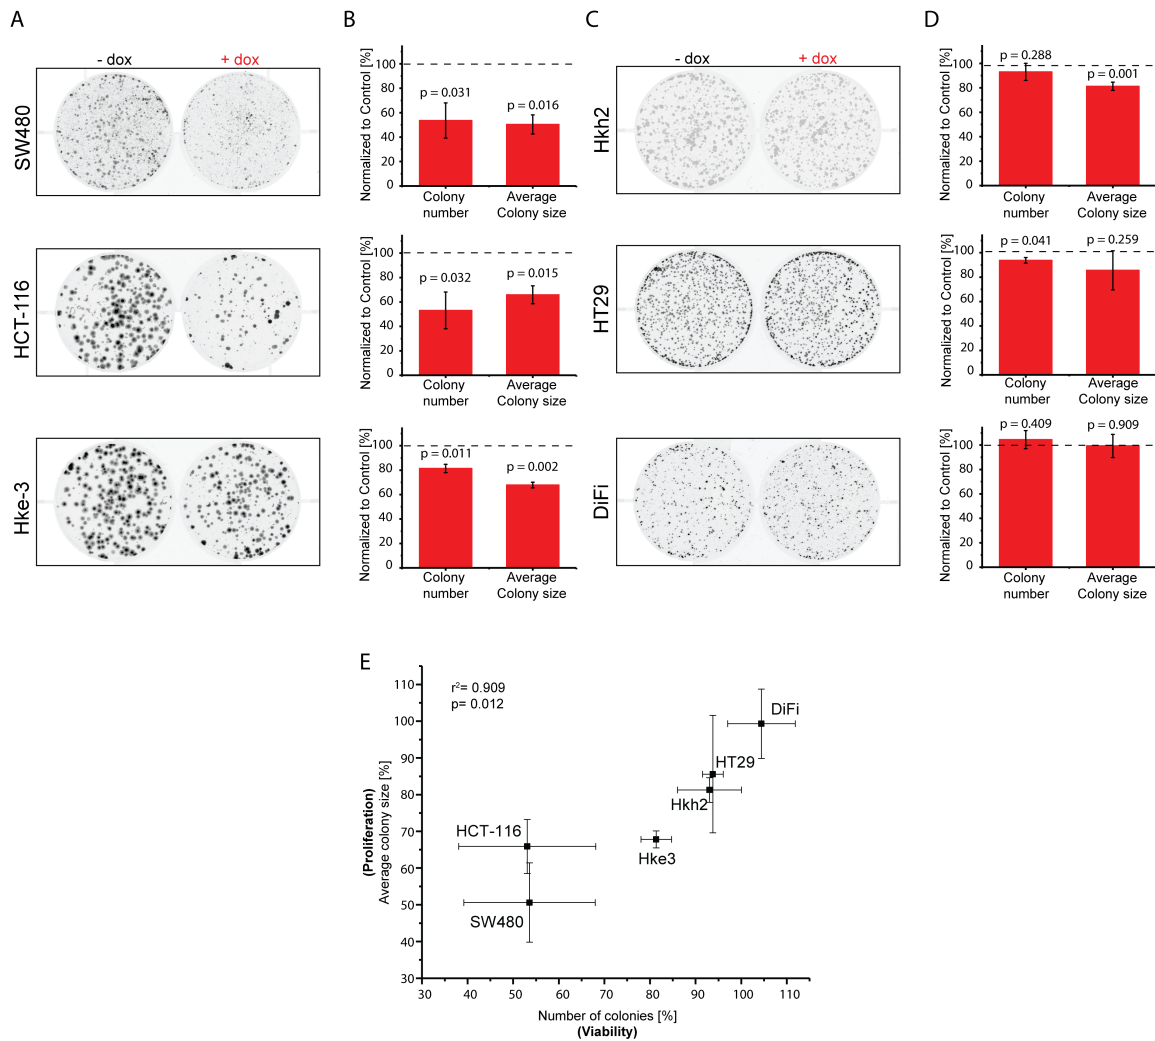 A
- dox
+ dox
SW480
HCT-116
Hke-3
B
Normalized to Control [%]
100
80
60
40
20
0
p = 0.031
p = 0.016
Colony
number
Average
Colony size
Normalized to Control [%]
100
80
60
40
20
0
p = 0.032
p = 0.015
Colony
number
Average
Colony size
Normalized to Control [%]
100
80
60
40
20
0
p = 0.011
p = 0.002
Colony
number
Average
Colony size
C
- dox
+ dox
Hkh2
HT29
DiFi
D
Normalized to Control [%]
100
80
60
40
20
0
p = 0.288
p = 0.001
Colony
number
Average
Colony size
Normalized to Control [%]
100
80
60
40
20
0
p = 0.041
p = 0.259
Colony
number
Average
Colony size
Normalized to Control [%]
100
80
60
40
20
0
p = 0.409
p = 0.909
Colony
number
Average
Colony size
E
r²= 0.909
p= 0.012
(Proliferation)
Average colony size [%]
110
100
90
80
70
60
50
40
30
DiFi
HT29
Hkh2
HCT-116
Hke3
SW480
30
40
50
60
70
80
90
100
110
Number of colonies [%]
(Viability)